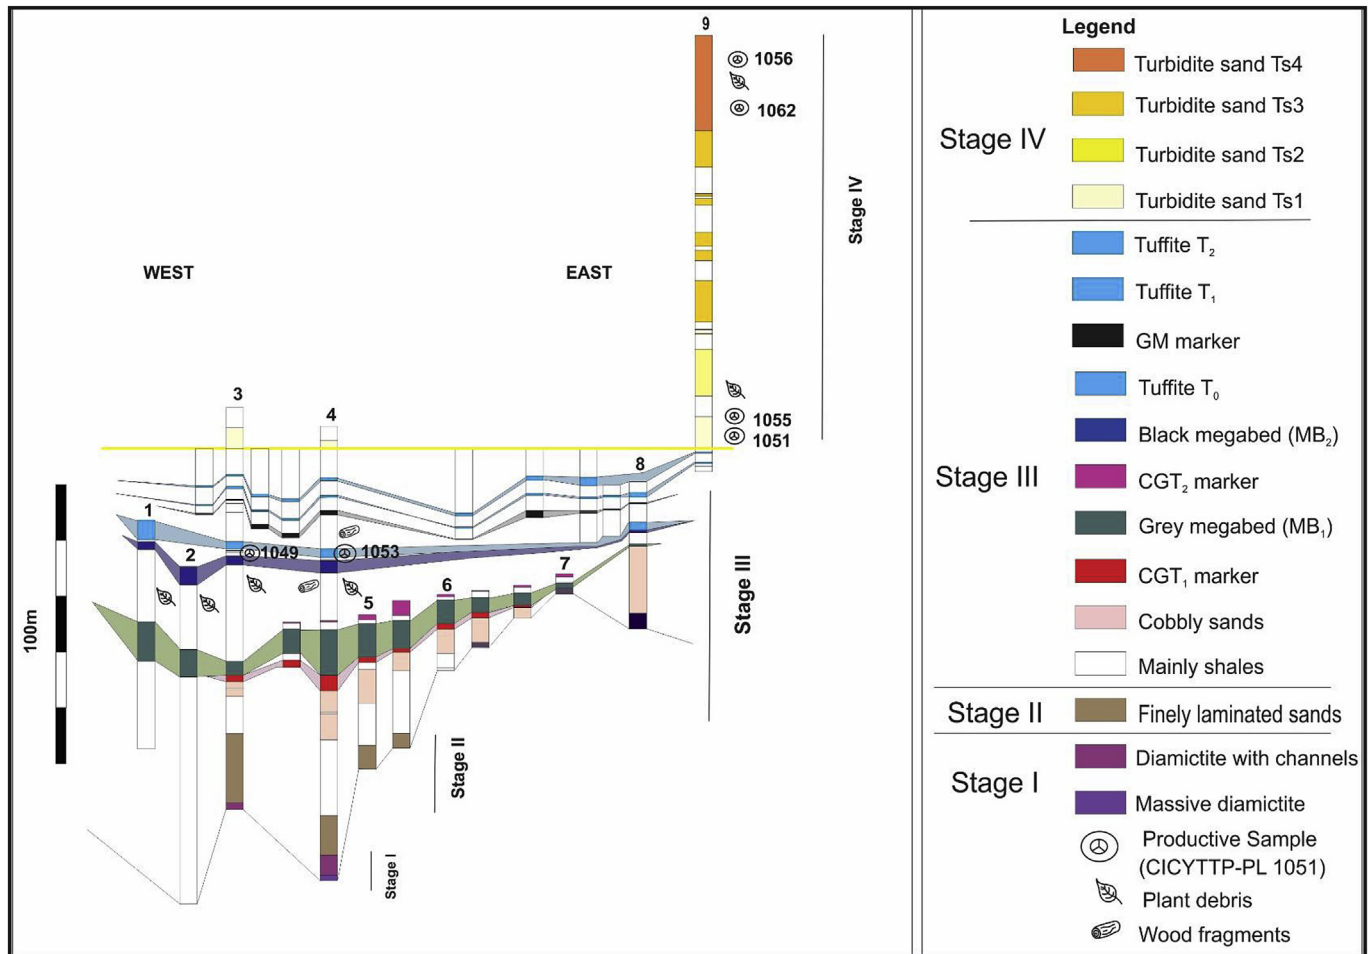 9
1056
1062
Stage IV
WEST
EAST
1055
1051
3
4
8
1
2
1049
1053
7
6
5
100m
Stage III
Stage II
Stage I
Legend
Stage IV
Turbidite sand Ts4
Turbidite sand Ts3
Turbidite sand Ts2
Turbidite sand Ts1
Stage III
Tuffite T₂
Tuffite T₁
GM marker
Tuffite T₀
Black megabed (MB₂)
CGT₂ marker
Grey megabed (MB₁)
CGT₁ marker
Cobbly sands
Mainly shales
Stage II
Finely laminated sands
Stage I
Diamictite with channels
Massive diamictite
Productive Sample
(CICYTTP-PL 1051)
Plant debris
Wood fragments